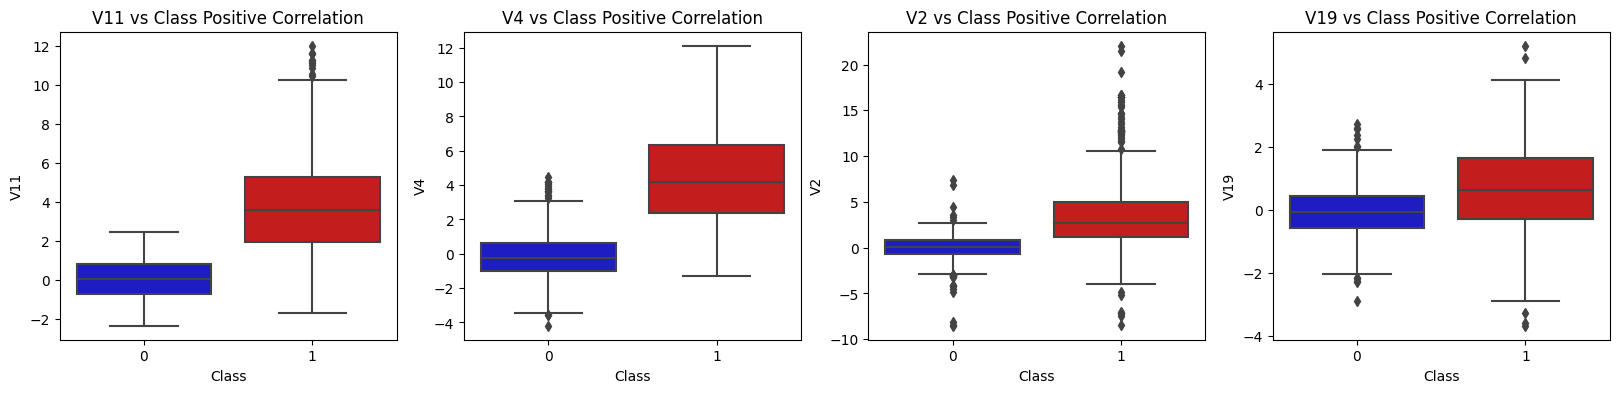 V11 vs Class Positive Correlation
12
10
8
6
4
2
0
−2
V11
0 1
Class
V4 vs Class Positive Correlation
12
10
8
6
4
2
0
−2
−4
V4
0 1
Class
V2 vs Class Positive Correlation
20
15
10
5
0
−5
−10
V2
0 1
Class
V19 vs Class Positive Correlation
4
2
0
−2
−4
V19
0 1
Class